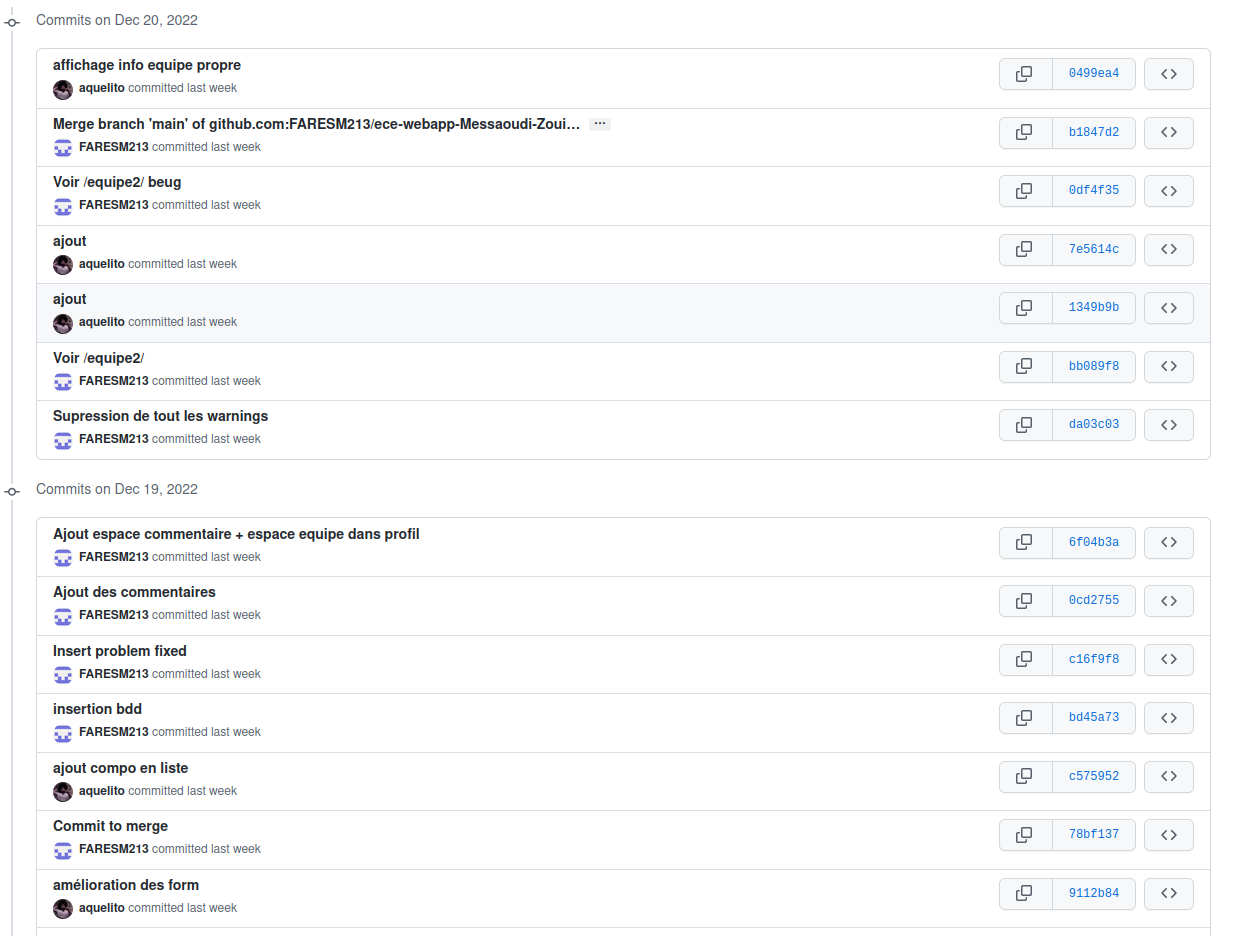 Commits on Dec 20, 2022
affichage info equipe propre
aquelito committed last week
0499ea4
Merge branch 'main' of github.com:FARESM213/ece-webapp-Messaoudi-Zoui… …
FARESM213 committed last week
b1847d2
Voir /equipe2/ beug
FARESM213 committed last week
0df4f35
ajout
aquelito committed last week
7e5614c
ajout
aquelito committed last week
1349b9b
Voir /equipe2/
FARESM213 committed last week
bb089f8
Supression de tout les warnings
FARESM213 committed last week
da03c03
Commits on Dec 19, 2022
Ajout espace commentaire + espace equipe dans profil
FARESM213 committed last week
6f04b3a
Ajout des commentaires
FARESM213 committed last week
0cd2755
Insert problem fixed
FARESM213 committed last week
c16f9f8
insertion bdd
FARESM213 committed last week
bd45a73
ajout compo en liste
aquelito committed last week
c575952
Commit to merge
FARESM213 committed last week
78bf137
amélioration des form
aquelito committed last week
9112b84